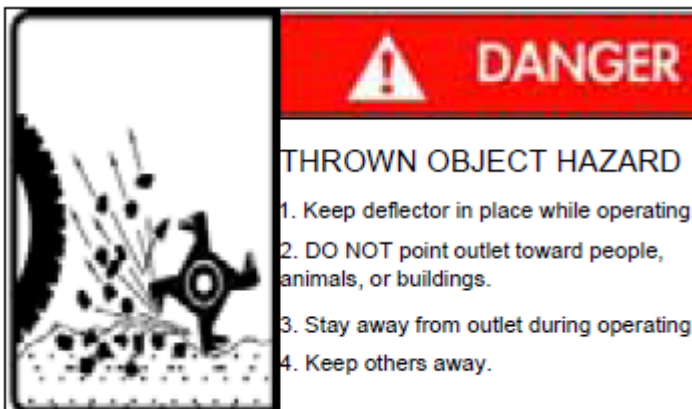 DANGER
THROWN OBJECT HAZARD
1. Keep deflector in place while operating
2. DO NOT point outlet toward people,
animals, or buildings.
3. Stay away from outlet during operating
4. Keep others away.